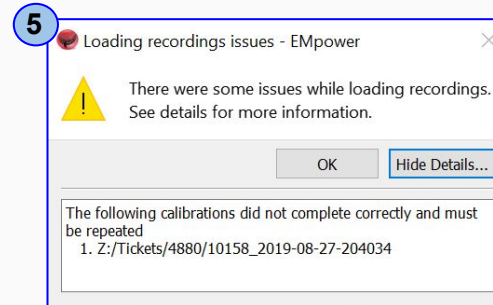 5
Loading recordings issues - EMpower
There were some issues while loading recordings.
See details for more information.
OK
Hide Details...
The following calibrations did not complete correctly and must
be repeated
1. Z:/Tickets/4880/10158_2019-08-27-204034